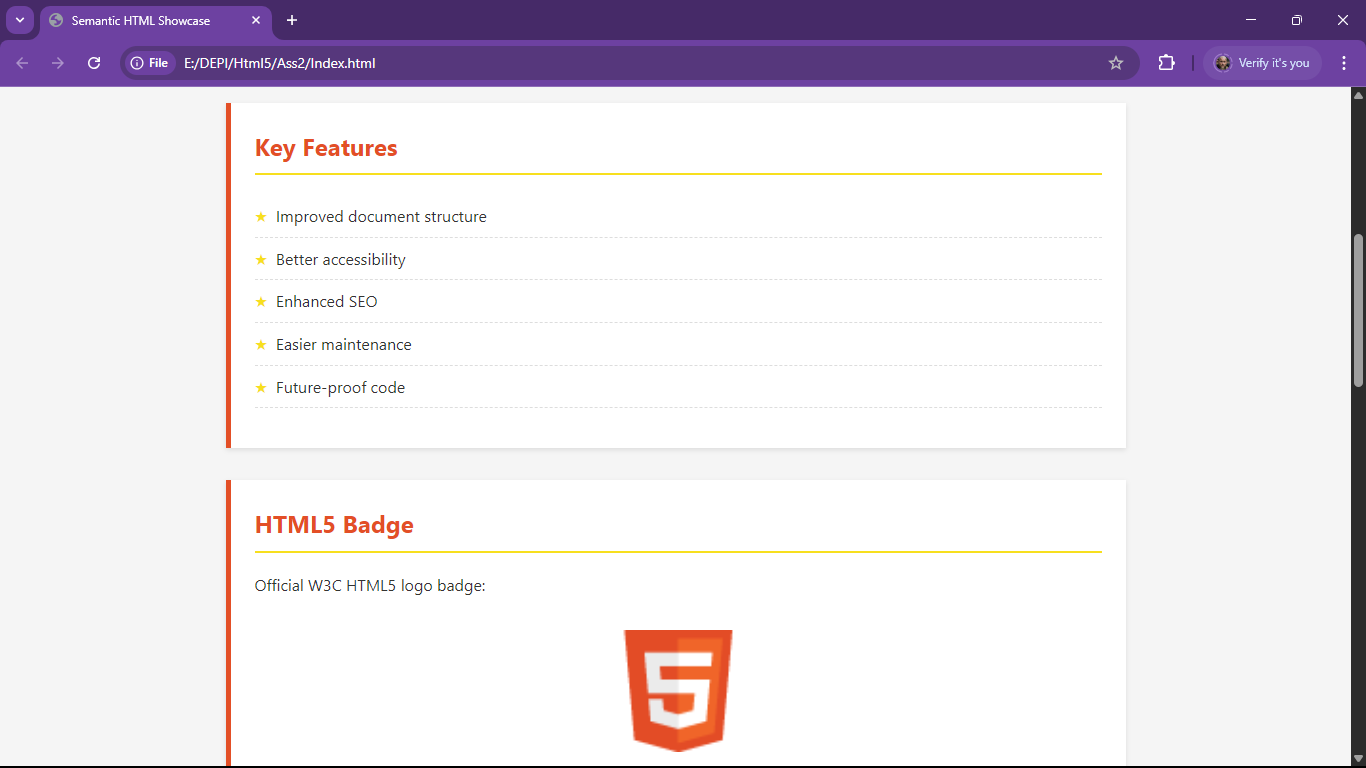 Semantic HTML Showcase
File
E:/DEPI/Html5/Ass2/Index.html
Verify it's you
Key Features
★ Improved document structure
★ Better accessibility
★ Enhanced SEO
★ Easier maintenance
★ Future-proof code
HTML5 Badge
Official W3C HTML5 logo badge:
5